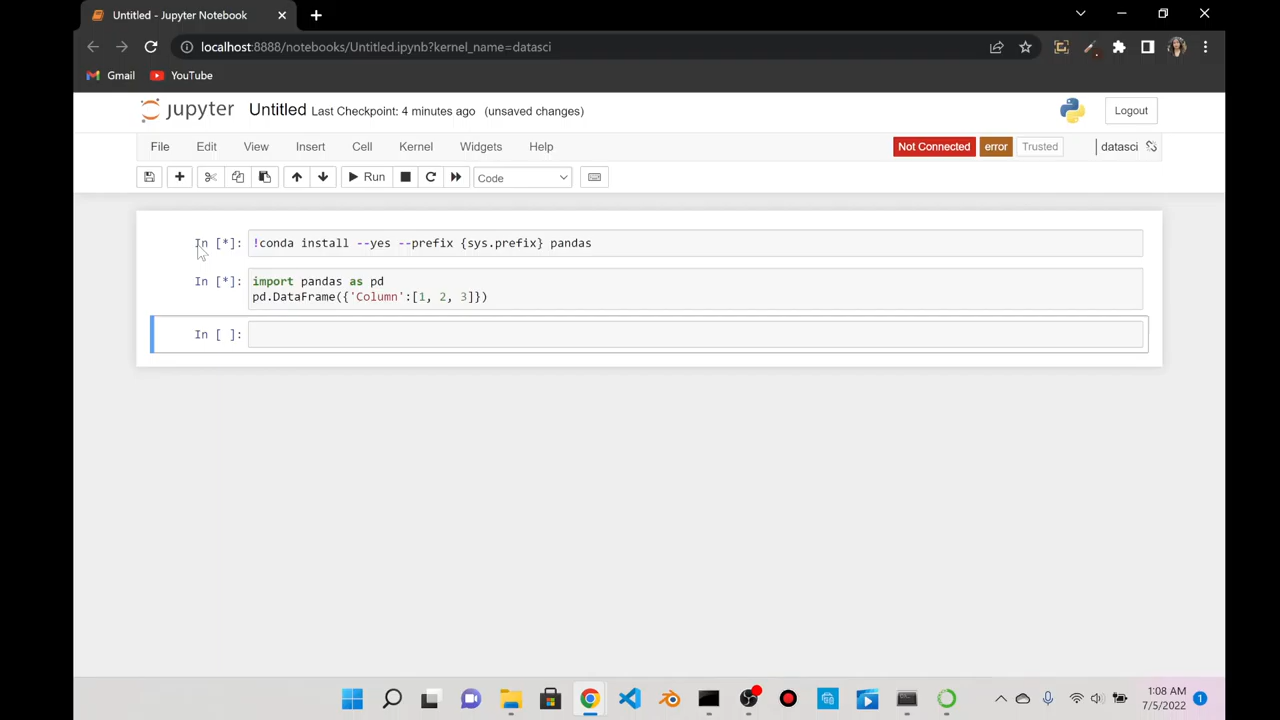 Untitled - Jupyter Notebook
localhost:8888/notebooks/Untitled.ipynb?kernel_name=datasci
Gmail YouTube
jupyter Untitled Last Checkpoint: 4 minutes ago (unsaved changes) Logout
File Edit View Insert Cell Kernel Widgets Help Not Connected error Trusted datasci
Run Code
In [*]: !conda install --yes --prefix {sys.prefix} pandas
In [*]: import pandas as pd
pd.DataFrame({'Column':[1, 2, 3]})
In [ ]:
1:08 AM
7/5/2022 1